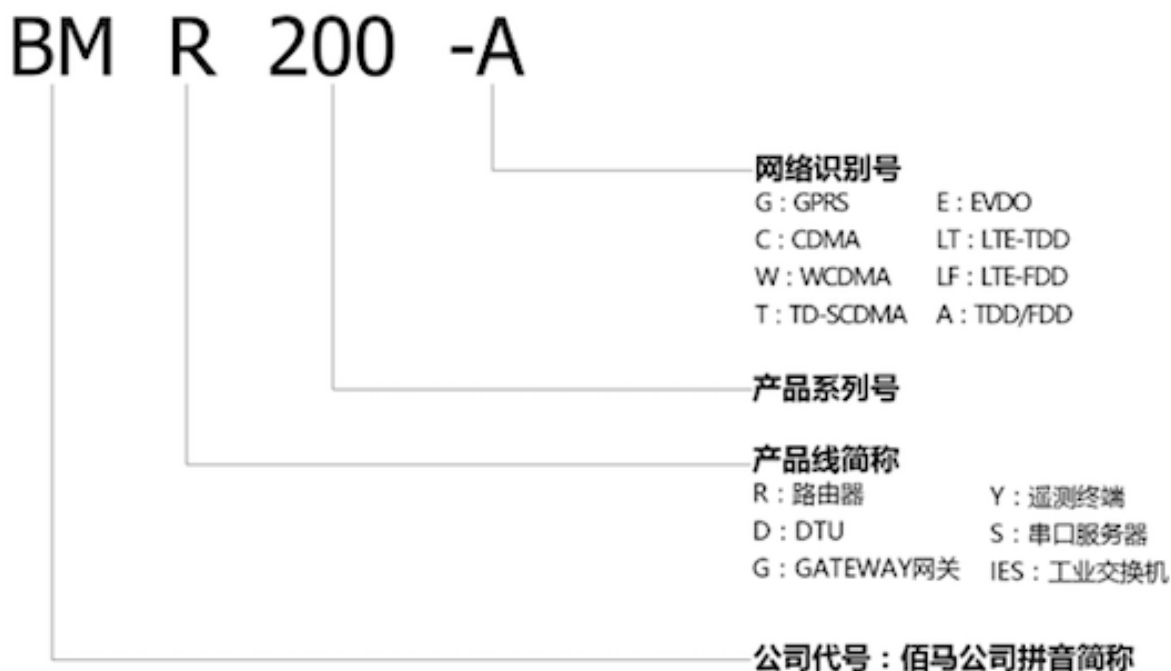 BM R 200 -A
网络识别号
G：GPRS E：EVDO
C：CDMA LT：LTE-TDD
W：WCDMA LF：LTE-FDD
T：TD-SCDMA A：TDD/FDD
产品系列号
产品线简称
R：路由器 Y：遥测终端
D：DTU S：串口服务器
G：GATEWAY网关 IES：工业交换机
公司代号：佰马公司拼音简称